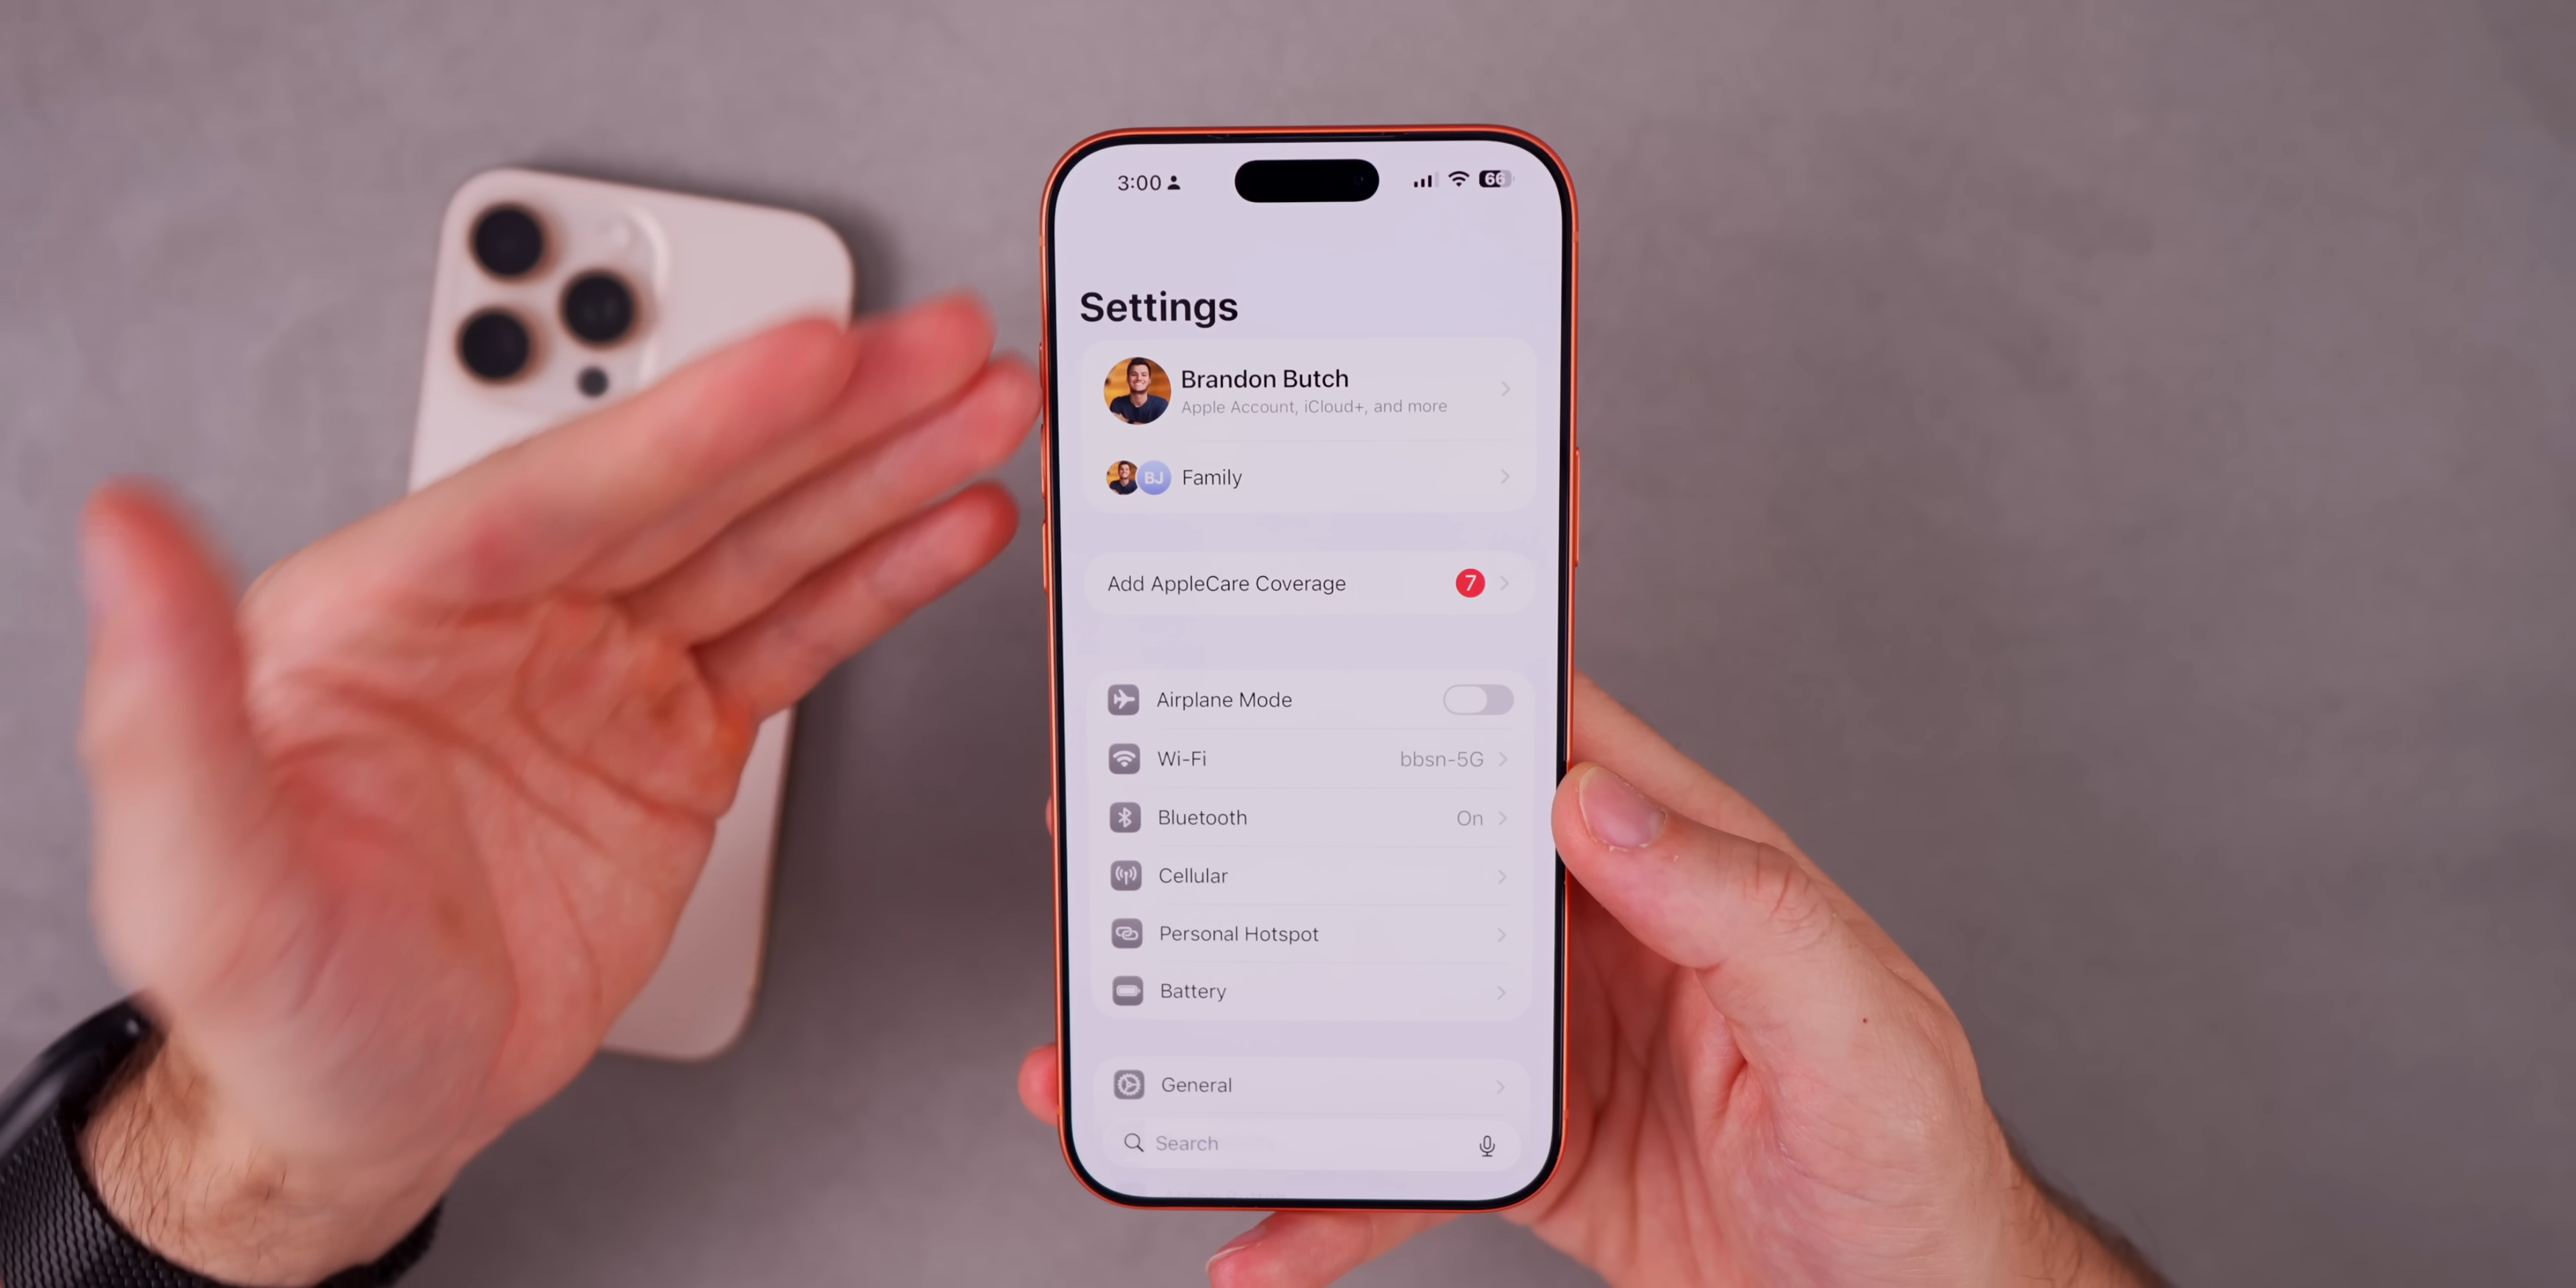 3:00
66
Settings
Brandon Butch
Apple Account, iCloud+, and more
BJ
Family
Add AppleCare Coverage 7
Airplane Mode
Wi-Fi bbsn-5G
Bluetooth On
Cellular
Personal Hotspot
Battery
General
Search